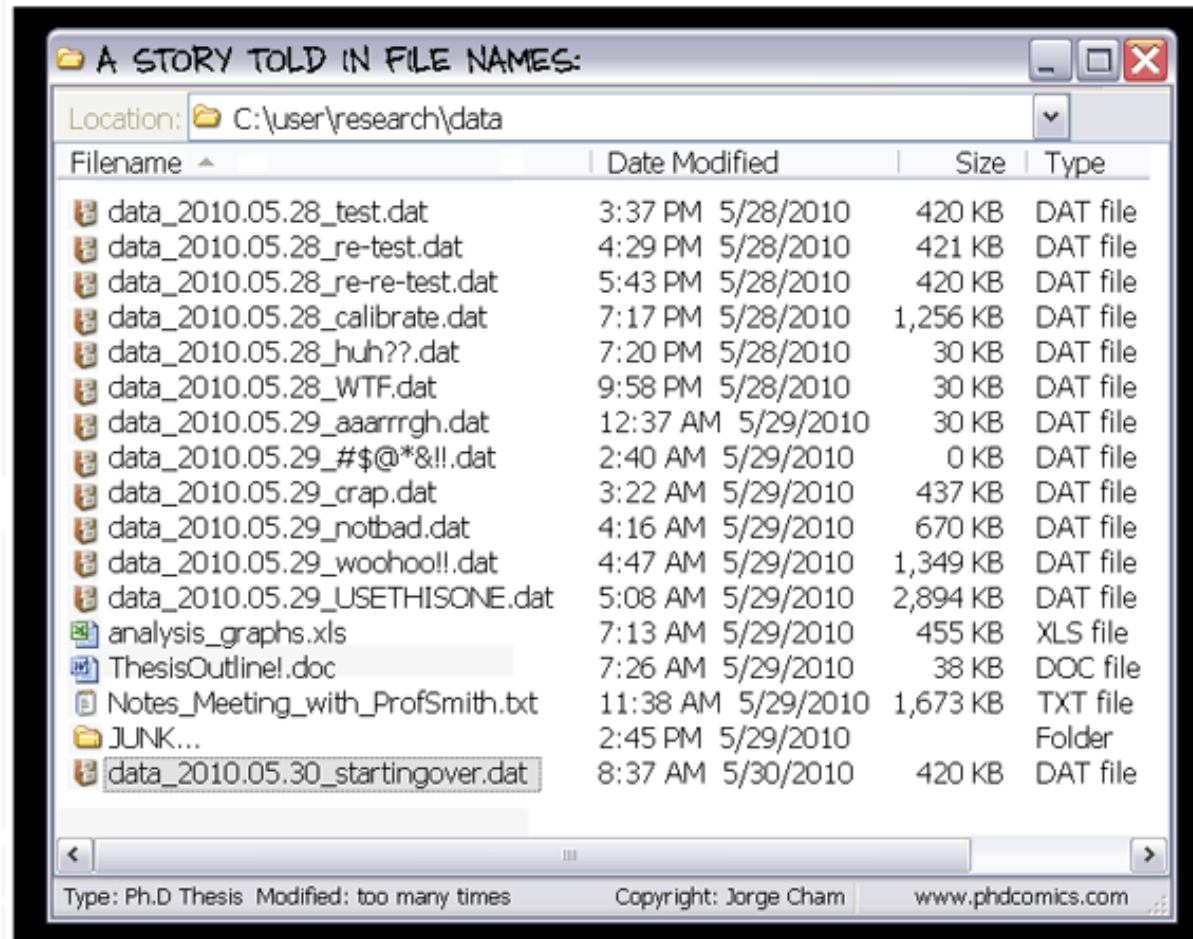 A STORY TOLD IN FILE NAMES:
Location: C:\user\research\data
Filename Date Modified Size Type
data_2010.05.28_test.dat 3:37 PM 5/28/2010 420 KB DAT file
data_2010.05.28_re-test.dat 4:29 PM 5/28/2010 421 KB DAT file
data_2010.05.28_re-re-test.dat 5:43 PM 5/28/2010 420 KB DAT file
data_2010.05.28_calibrate.dat 7:17 PM 5/28/2010 1,256 KB DAT file
data_2010.05.28_huh??.dat 7:20 PM 5/28/2010 30 KB DAT file
data_2010.05.28_WTF.dat 9:58 PM 5/28/2010 30 KB DAT file
data_2010.05.29_aaarrrgh.dat 12:37 AM 5/29/2010 30 KB DAT file
data_2010.05.29_#$@*&!!.dat 2:40 AM 5/29/2010 0 KB DAT file
data_2010.05.29_crap.dat 3:22 AM 5/29/2010 437 KB DAT file
data_2010.05.29_notbad.dat 4:16 AM 5/29/2010 670 KB DAT file
data_2010.05.29_woohoo!!.dat 4:47 AM 5/29/2010 1,349 KB DAT file
data_2010.05.29_USETHISONE.dat 5:08 AM 5/29/2010 2,894 KB DAT file
analysis_graphs.xls 7:13 AM 5/29/2010 455 KB XLS file
ThesisOutline!.doc 7:26 AM 5/29/2010 38 KB DOC file
Notes_Meeting_with_ProfSmith.txt 11:38 AM 5/29/2010 1,673 KB TXT file
JUNK... 2:45 PM 5/29/2010 Folder
data_2010.05.30_startingover.dat 8:37 AM 5/30/2010 420 KB DAT file
Type: Ph.D Thesis Modified: too many times Copyright: Jorge Cham www.phdcomics.com